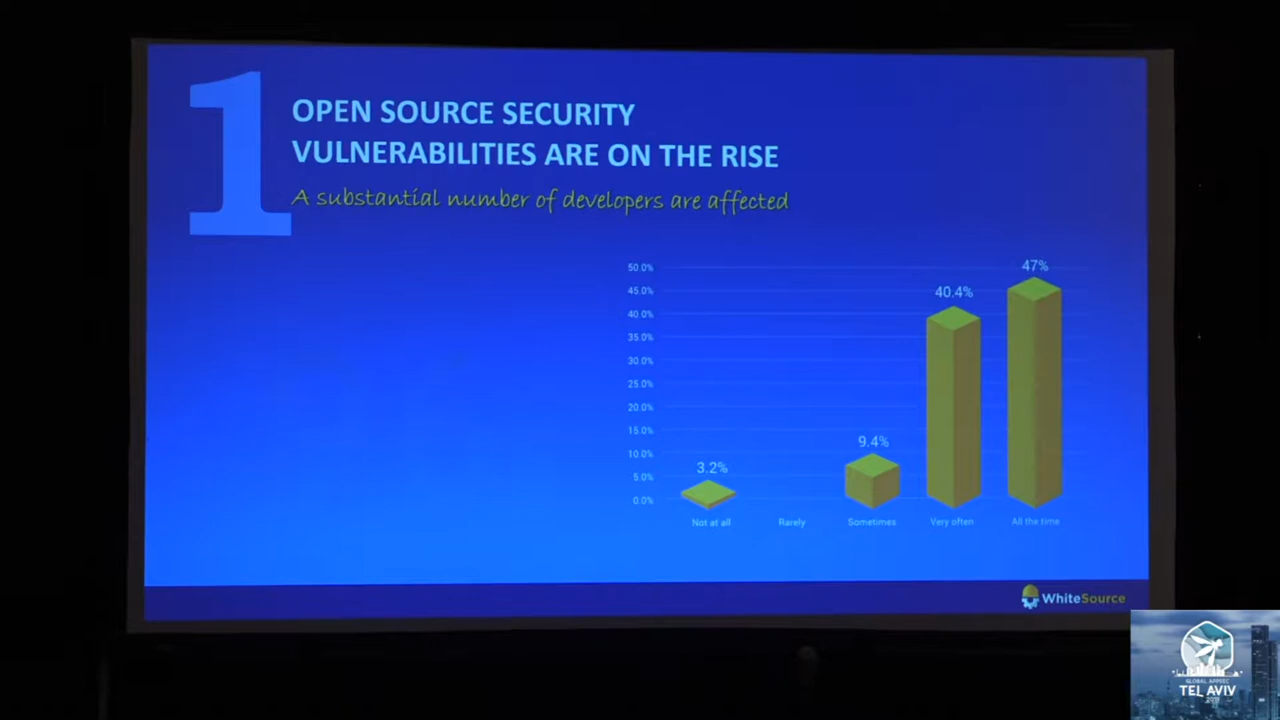 1
OPEN SOURCE SECURITY
VULNERABILITIES ARE ON THE RISE
A substantial number of developers are affected
50.0%
45.0%
40.0%
35.0%
30.0%
25.0%
20.0%
15.0%
10.0%
5.0%
0.0%
3.2%
9.4%
40.4%
47%
Not at all
Rarely
Sometimes
Very often
All the time
WhiteSource
GLOBAL APPSEC
TEL AVIV